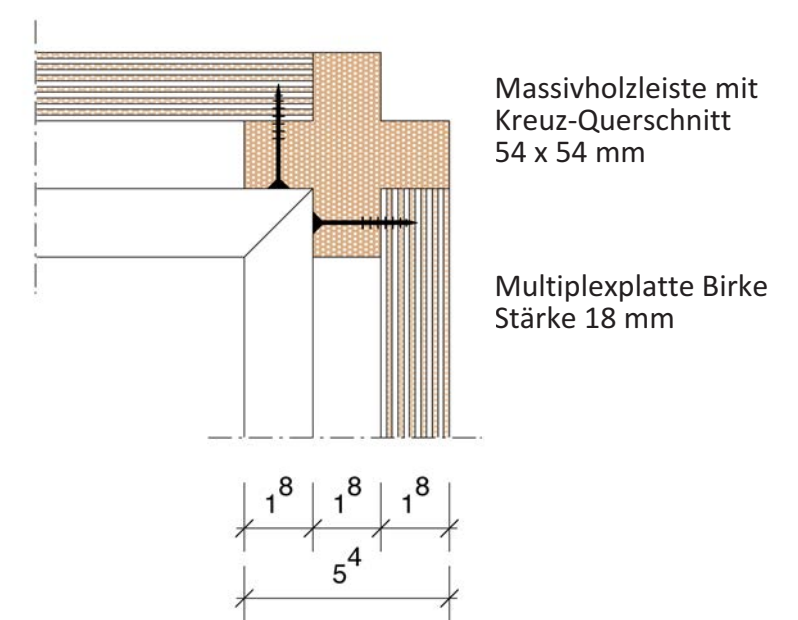 Massivholzleiste mit
Kreuz-Querschnitt
54 x 54 mm
Multiplexplatte Birke
Stärke 18 mm
1⁸ 1⁸ 1⁸
5⁴